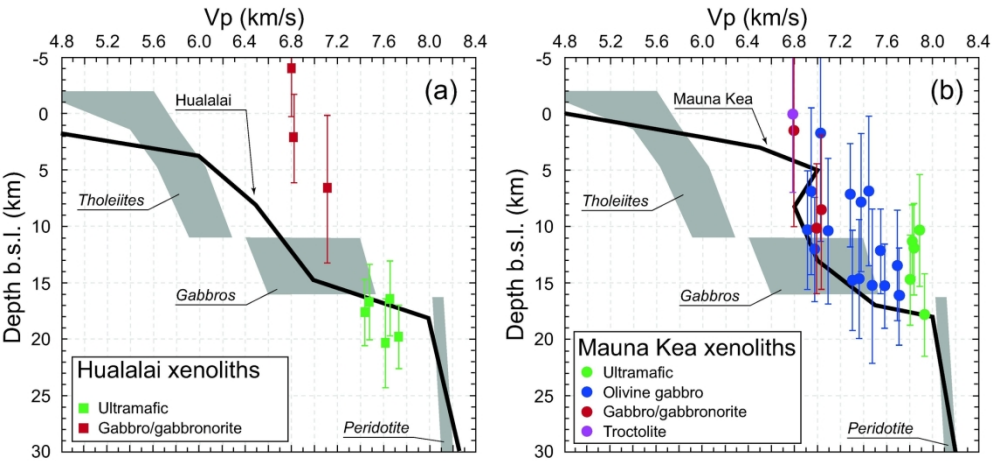 Vp (km/s)
4.8 5.2 5.6 6.0 6.4 6.8 7.2 7.6 8.0 8.4
-5
0
5
10
15
20
25
30
Depth b.s.l. (km)
(a)
Hualalai
Tholeiites
Gabbros
Peridotite
Hualalai xenoliths
Ultramafic
Gabbro/gabbronorite
Vp (km/s)
4.8 5.2 5.6 6.0 6.4 6.8 7.2 7.6 8.0 8.4
-5
0
5
10
15
20
25
30
Depth b.s.l. (km)
(b)
Mauna Kea
Tholeiites
Gabbros
Peridotite
Mauna Kea xenoliths
Ultramafic
Olivine gabbro
Gabbro/gabbronorite
Troctolite